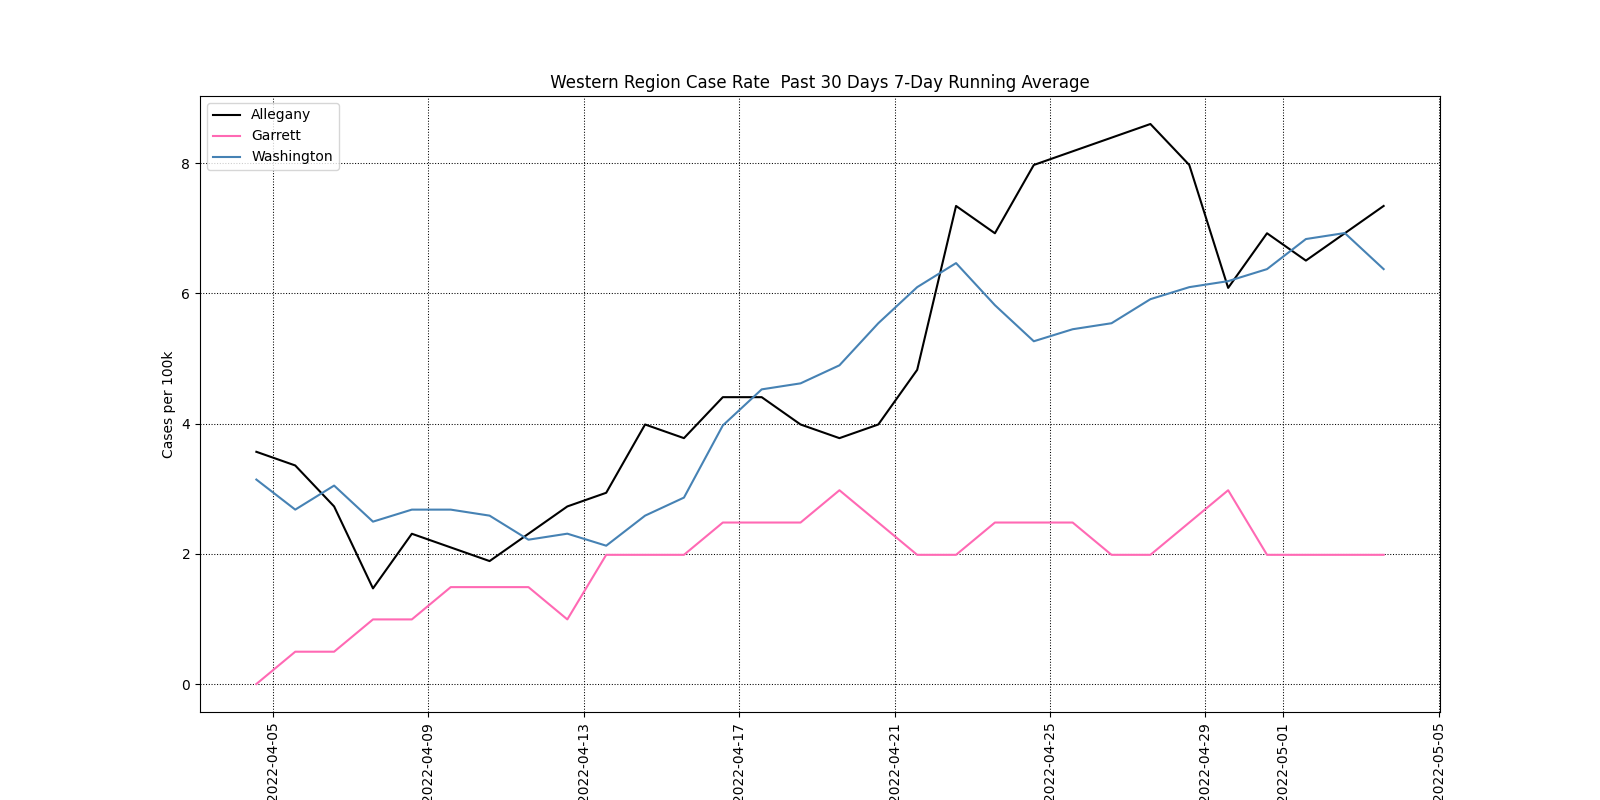 Western Region Case Rate  Past 30 Days 7-Day Running Average
Allegany
Garrett
Washington
Cases per 100k
8
6
4
2
0
2022-04-05
2022-04-09
2022-04-13
2022-04-17
2022-04-21
2022-04-25
2022-04-29
2022-05-01
2022-05-05